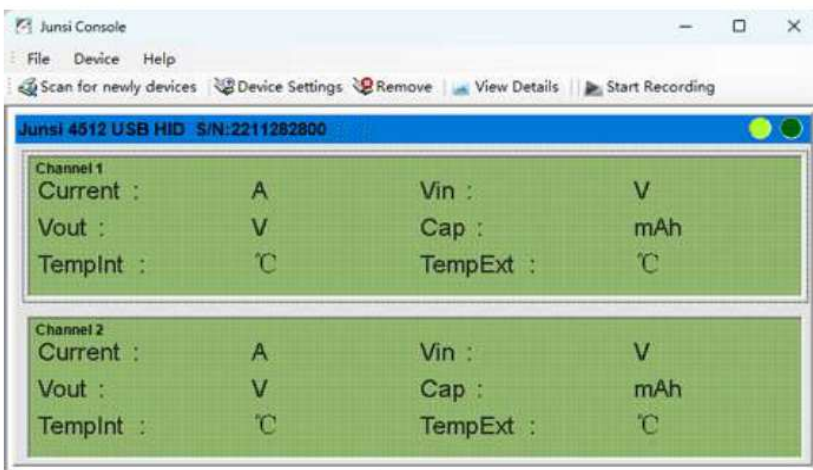 Junsi Console
File Device Help
Scan for newly devices Device Settings Remove View Details Start Recording
Junsi 4512 USB HID S/N:2211282800
Channel 1
Current : A Vin : V
Vout : V Cap : mAh
TempInt : ℃ TempExt : ℃
Channel 2
Current : A Vin : V
Vout : V Cap : mAh
TempInt : ℃ TempExt : ℃